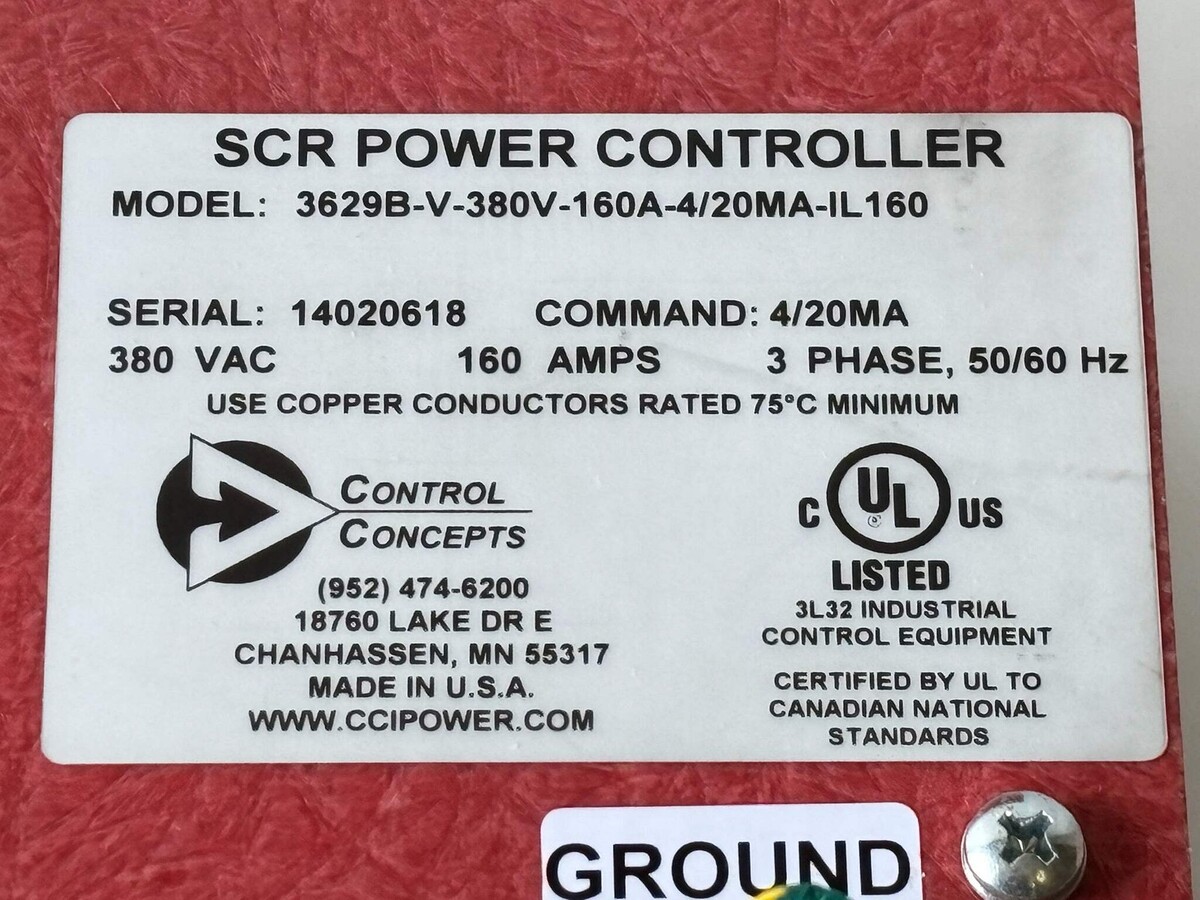 SCR POWER CONTROLLER
MODEL: 3629B-V-380V-160A-4/20MA-IL160
SERIAL: 14020618 COMMAND: 4/20MA
380 VAC 160 AMPS 3 PHASE, 50/60 Hz
USE COPPER CONDUCTORS RATED 75°C MINIMUM
CONTROL
CONCEPTS
(952) 474-6200
18760 LAKE DR E
CHANHASSEN, MN 55317
MADE IN U.S.A.
WWW.CCIPOWER.COM
C UL US
LISTED
3L32 INDUSTRIAL
CONTROL EQUIPMENT
CERTIFIED BY UL TO
CANADIAN NATIONAL
STANDARDS
GROUND